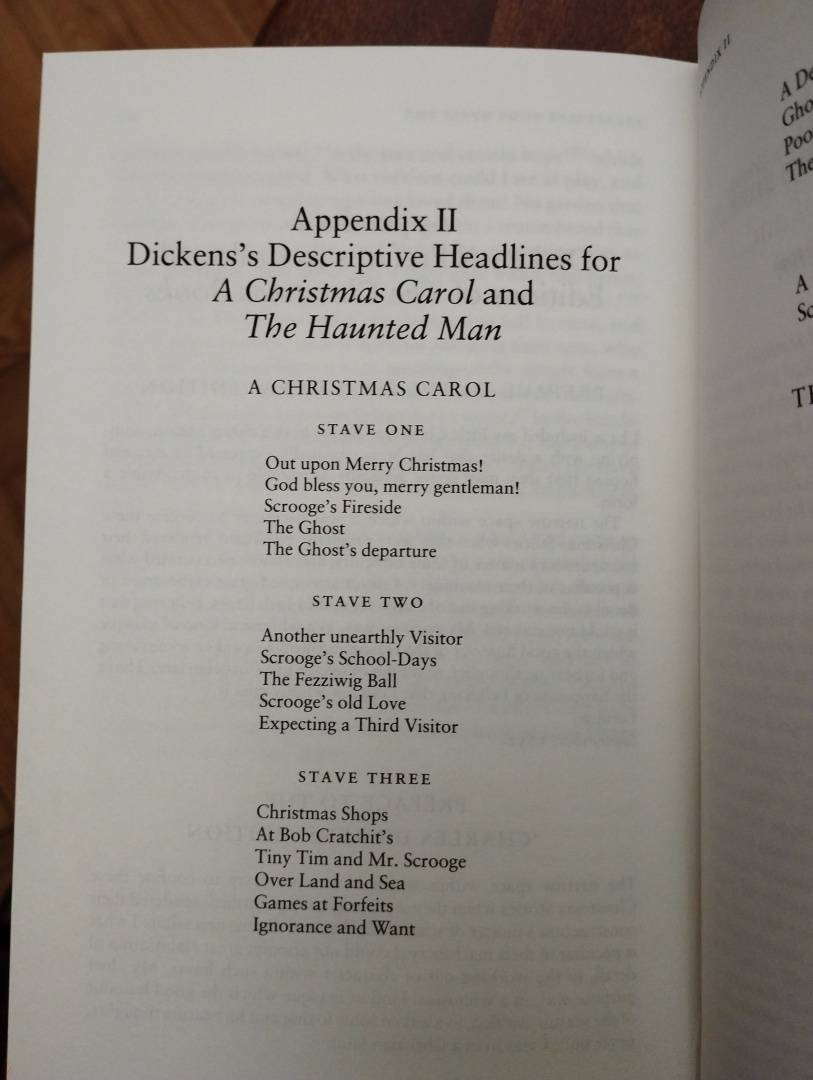 Appendix II
Dickens's Descriptive Headlines for
A Christmas Carol and
The Haunted Man
A CHRISTMAS CAROL
STAVE ONE
Out upon Merry Christmas!
God bless you, merry gentleman!
Scrooge's Fireside
The Ghost
The Ghost's departure
STAVE TWO
Another unearthly Visitor
Scrooge's School-Days
The Fezziwig Ball
Scrooge's old Love
Expecting a Third Visitor
STAVE THREE
Christmas Shops
At Bob Cratchit's
Tiny Tim and Mr. Scrooge
Over Land and Sea
Games at Forfeits
Ignorance and Want
II
A
A